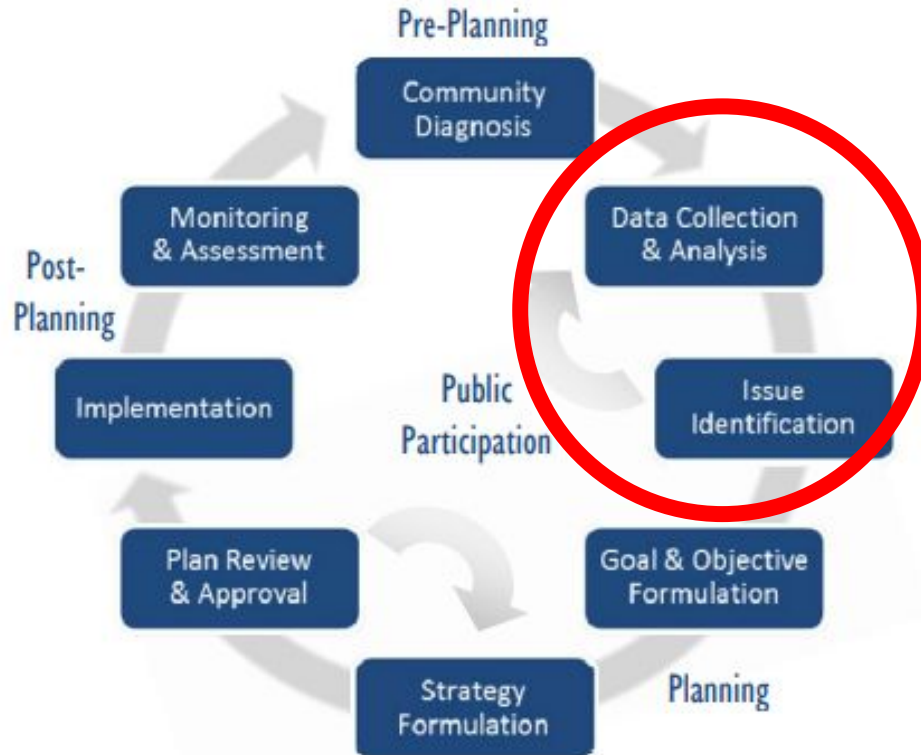 Pre-Planning
Community
Diagnosis
Data Collection
& Analysis
Issue
Identification
Goal & Objective
Formulation
Planning
Strategy
Formulation
Plan Review
& Approval
Implementation
Post-
Planning
Monitoring
& Assessment
Public
Participation